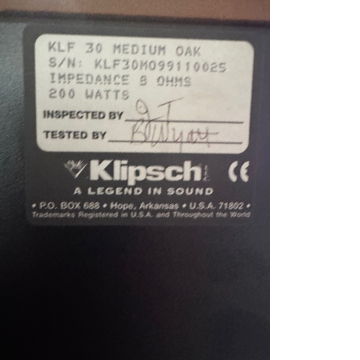 KLF 30 MEDIUM OAK
S/N: KLF30MO99110025
IMPEDANCE 8 OHMS
200 WATTS
INSPECTED BY
TESTED BY
Klipsch CE
A LEGEND IN SOUND
• P.O. BOX 688 • Hope, Arkansas • U.S.A. 71802 •
Trademarks Registered in U.S.A. and Throughout the World